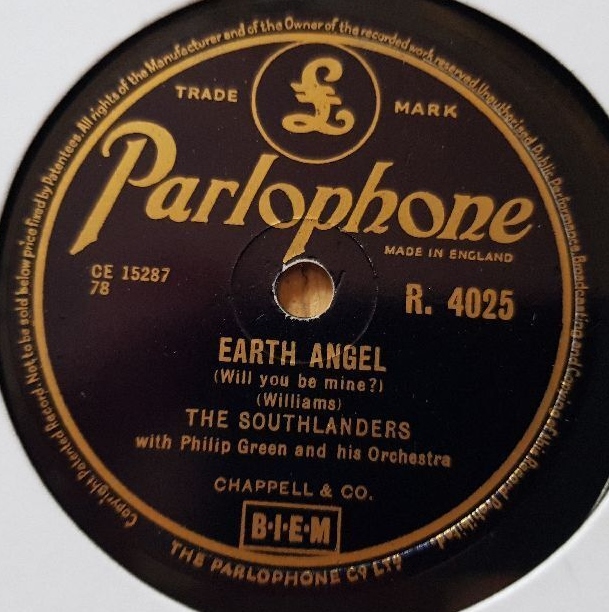 Copyright Patented Record. Not to be sold below price fixed by Patentees. All rights of the Manufacturer and of the Owner of the recorded work reserved. Unauthorised Public Performance, Broadcasting and Copying of this Record Prohibited.
TRADE £ MARK
Parlophone
MADE IN ENGLAND
CE 15287
78
R. 4025
EARTH ANGEL
(Will you be mine?)
(Williams)
THE SOUTHLANDERS
with Philip Green and his Orchestra
CHAPPELL & CO.
B·I·E·M
THE PARLOPHONE CO LTD